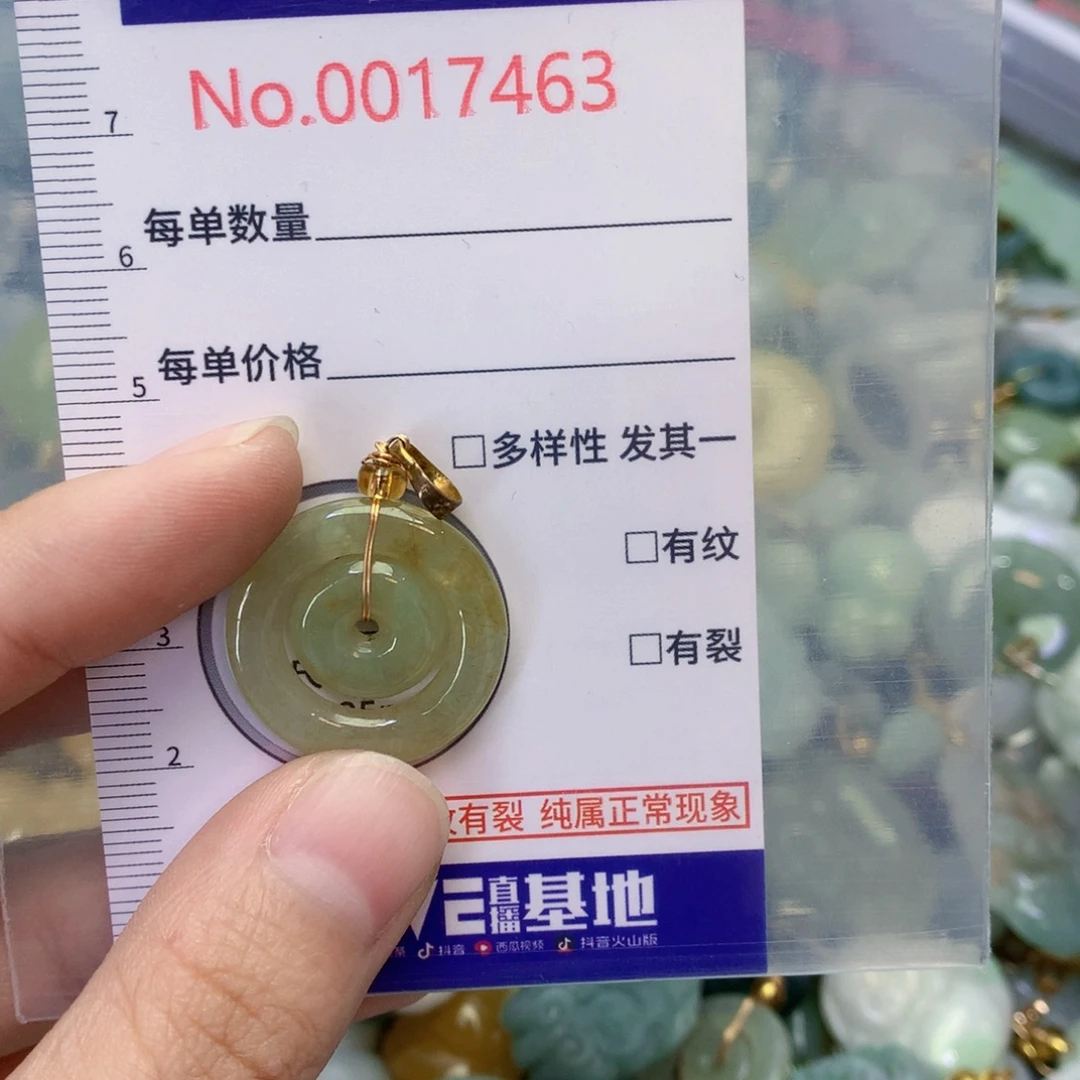 No.0017463
7
每单数量
6
每单价格
5
□多样性 发其一
□有纹
3
□有裂
2
有裂 纯属正常现象
VE直播基地
抖音 西瓜视频 抖音火山版